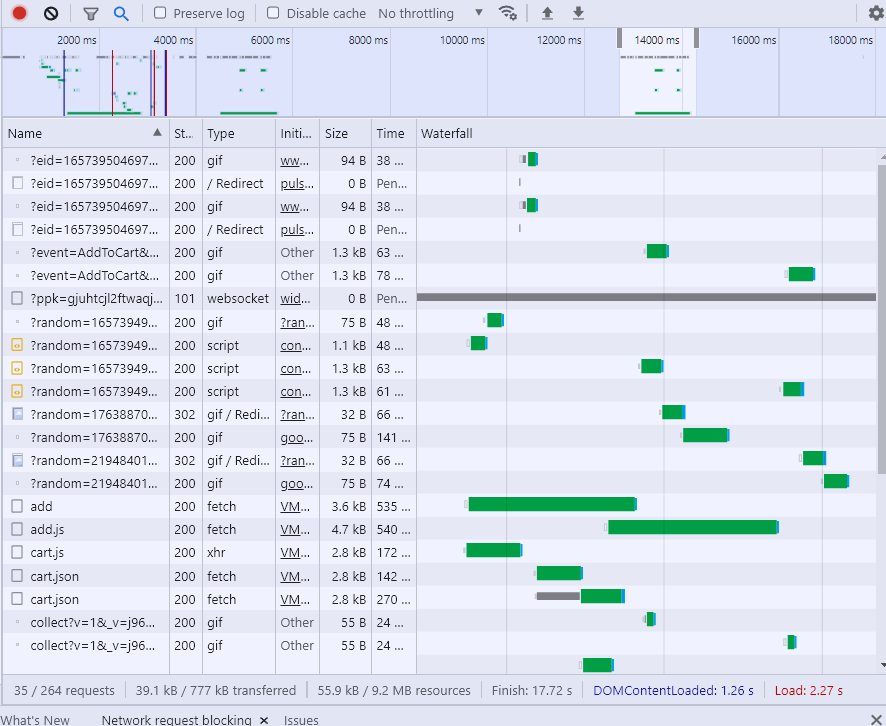 Preserve log Disable cache No throttling
2000 ms 4000 ms 6000 ms 8000 ms 10000 ms 12000 ms 14000 ms 16000 ms 18000 ms
Name St... Type Initi... Size Time Waterfall
?eid=165739504697... 200 gif ww... 94 B 38 ...
?eid=165739504697... 200 / Redirect puls... 0 B Pen...
?eid=165739504697... 200 gif ww... 94 B 38 ...
?eid=165739504697... 200 / Redirect puls... 0 B Pen...
?event=AddToCart&... 200 gif Other 1.3 kB 63 ...
?event=AddToCart&... 200 gif Other 1.3 kB 78 ...
?ppk=gjuhtcjl2ftwaqj... 101 websocket wid... 0 B Pen...
?random=16573949... 200 gif ?ran... 75 B 48 ...
?random=16573949... 200 script con... 1.1 kB 48 ...
?random=16573949... 200 script con... 1.3 kB 63 ...
?random=16573949... 200 script con... 1.3 kB 61 ...
?random=17638870... 302 gif / Redi... ?ran... 32 B 66 ...
?random=17638870... 200 gif goo... 75 B 141 ...
?random=21948401... 302 gif / Redi... ?ran... 32 B 66 ...
?random=21948401... 200 gif goo... 75 B 74 ...
add 200 fetch VM... 3.6 kB 535 ...
add.js 200 fetch VM... 4.7 kB 540 ...
cart.js 200 xhr VM... 2.8 kB 172 ...
cart.json 200 fetch VM... 2.8 kB 142 ...
cart.json 200 fetch VM... 2.8 kB 270 ...
collect?v=1&_v=j96... 200 gif Other 55 B 24 ...
collect?v=1&_v=j96... 200 gif Other 55 B 24 ...
35 / 264 requests 39.1 kB / 777 kB transferred 55.9 kB / 9.2 MB resources Finish: 17.72 s DOMContentLoaded: 1.26 s Load: 2.27 s
What's New Network request blocking × Issues